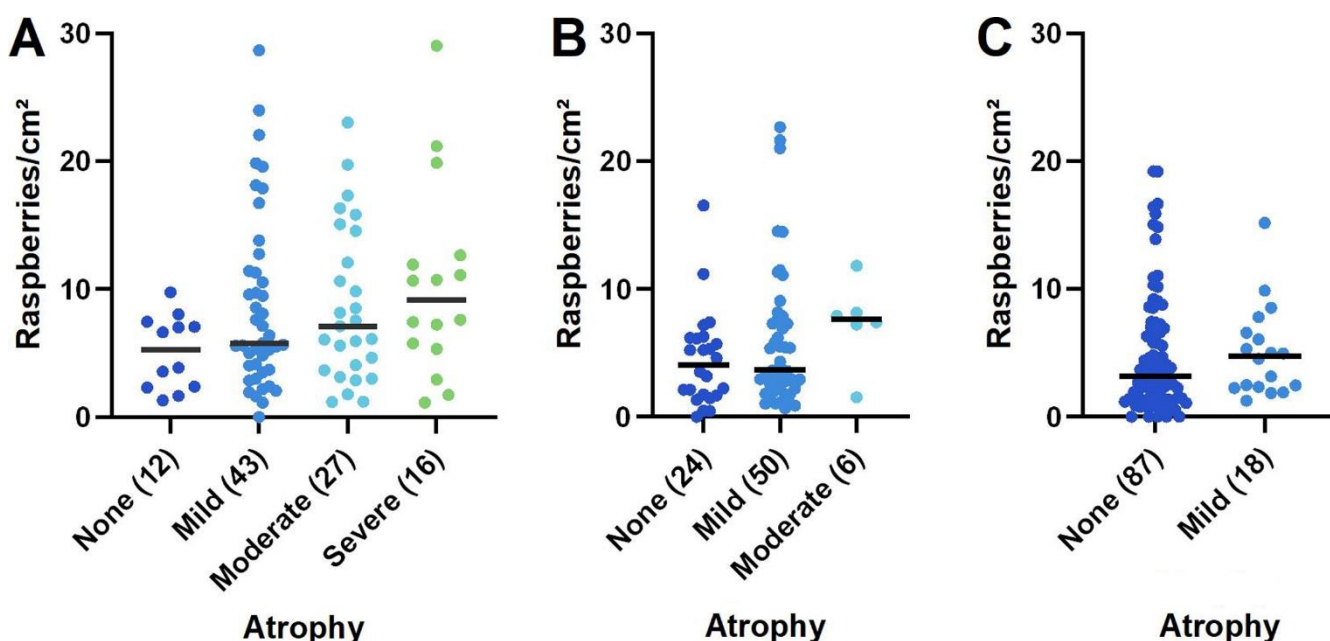 A
30
20
10
0
Raspberries/cm²
None (12)
Mild (43)
Moderate (27)
Severe (16)
Atrophy
B
30
20
10
0
Raspberries/cm²
None (24)
Mild (50)
Moderate (6)
Atrophy
C
30
20
10
0
Raspberries/cm²
None (87)
Mild (18)
Atrophy